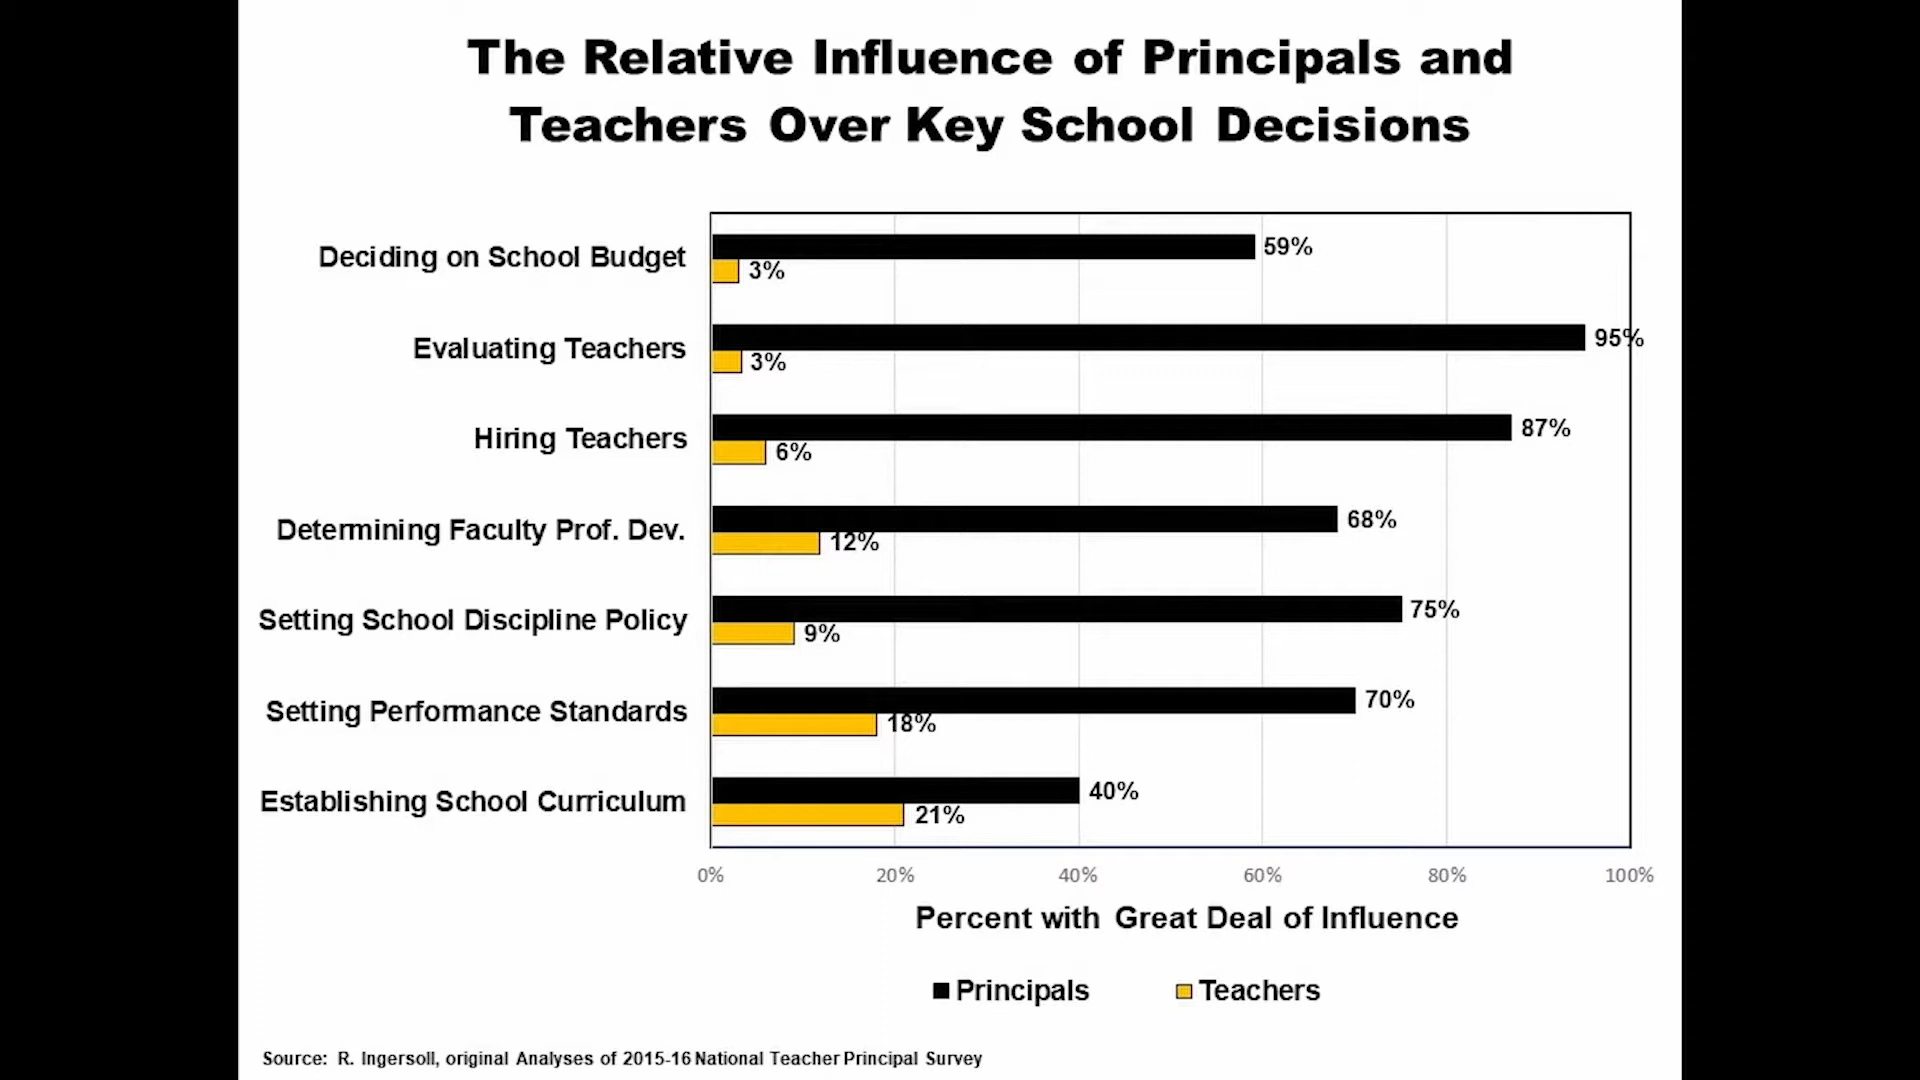 The Relative Influence of Principals and
Teachers Over Key School Decisions
Deciding on School Budget
59%
3%
Evaluating Teachers
95%
3%
Hiring Teachers
87%
6%
Determining Faculty Prof. Dev.
68%
12%
Setting School Discipline Policy
75%
9%
Setting Performance Standards
70%
18%
Establishing School Curriculum
40%
21%
0% 20% 40% 60% 80% 100%
Percent with Great Deal of Influence
Principals Teachers
Source: R. Ingersoll, original Analyses of 2015-16 National Teacher Principal Survey